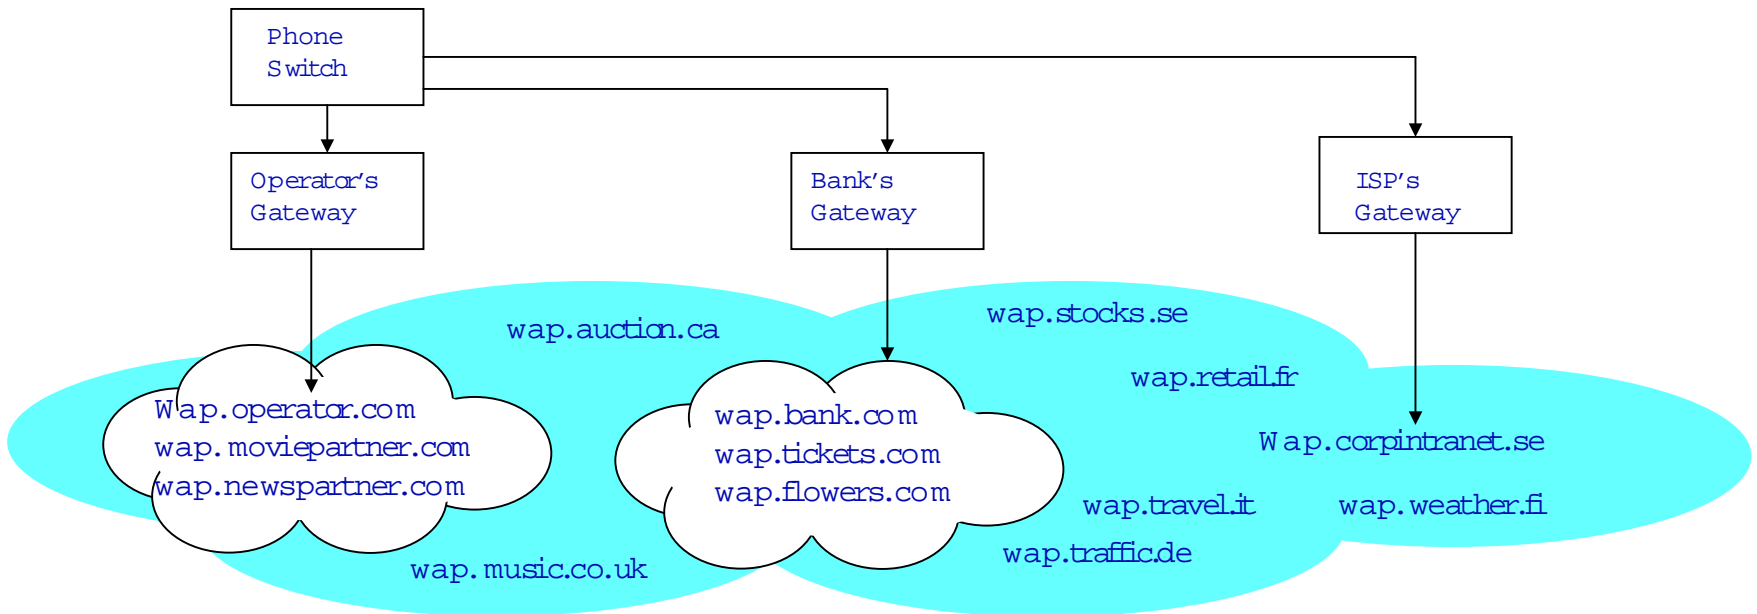 Phone
Switch
Operator's
Gateway
Bank's
Gateway
ISP's
Gateway
wap.auction.ca
wap.stocks.se
wap.retail.fr
Wap.operator.com
wap.moviepartner.com
wap.newspartner.com
wap.bank.com
wap.tickets.com
wap.flowers.com
Wap.corpintranet.se
wap.travel.it
wap.weather.fi
wap.traffic.de
wap.music.co.uk